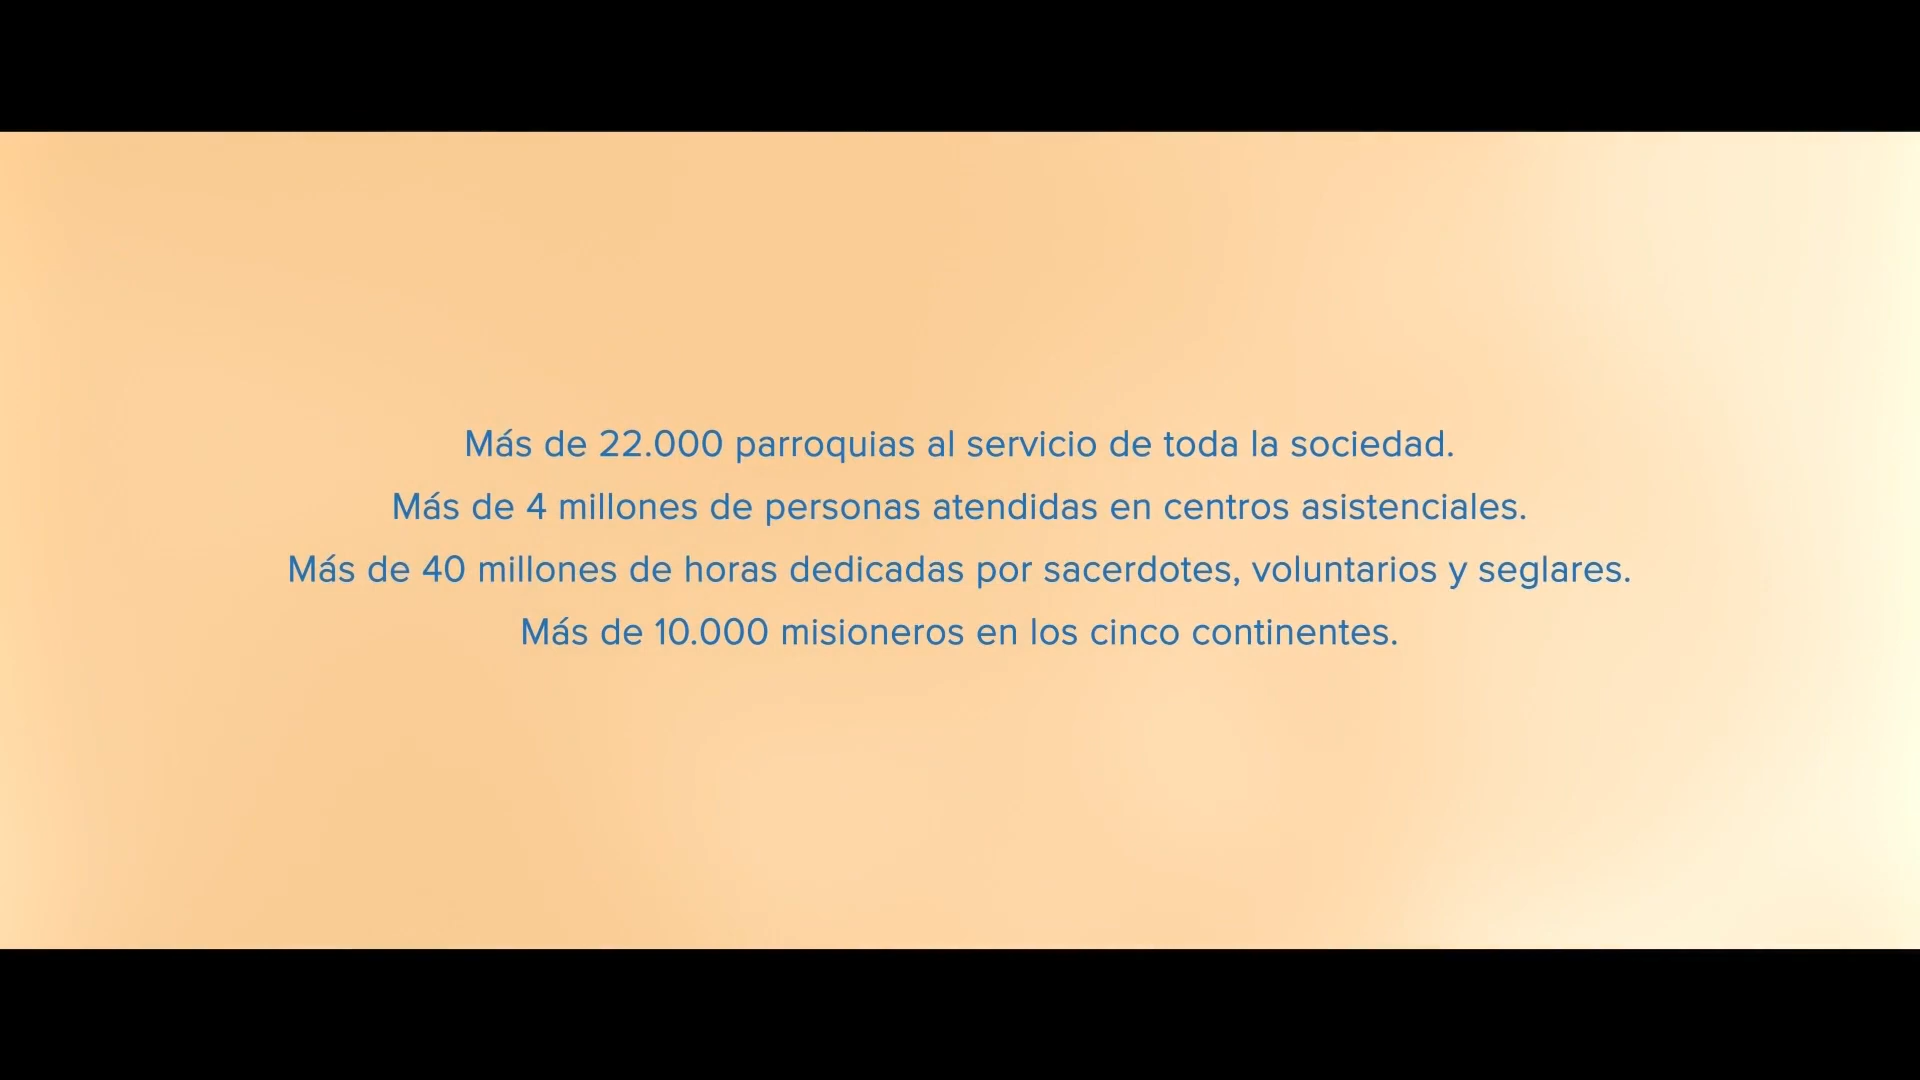 Más de 22.000 parroquias al servicio de toda la sociedad.
Más de 4 millones de personas atendidas en centros asistenciales.
Más de 40 millones de horas dedicadas por sacerdotes, voluntarios y seglares.
Más de 10.000 misioneros en los cinco continentes.